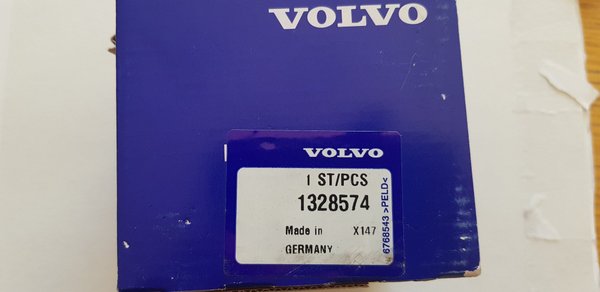 VOLVO
VOLVO
1 ST/PCS
1328574
Made in X147
GERMANY
6768543 >PELD<